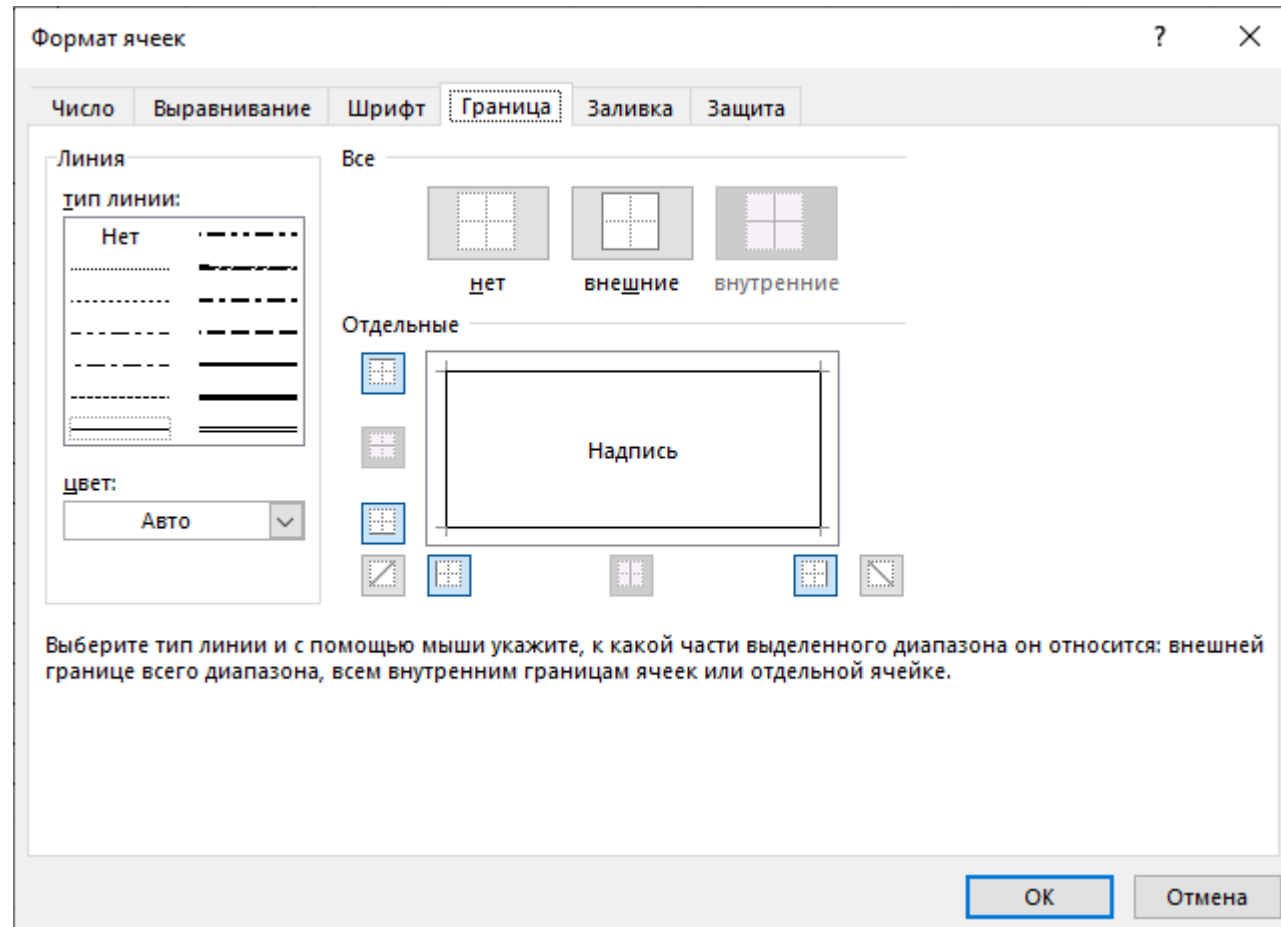 Формат ячеек ?
Число Выравнивание Шрифт Граница Заливка Защита
Линия
тип линии:
Нет
цвет:
Авто
Все
нет внешние внутренние
Отдельные
Надпись
Выберите тип линии и с помощью мыши укажите, к какой части выделенного диапазона он относится: внешней
границе всего диапазона, всем внутренним границам ячеек или отдельной ячейке.
ОК Отмена